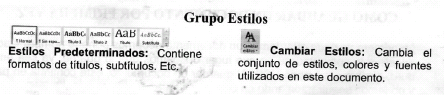 Grupo Estilos
AaBbCcDc AaBbCcDc AaBbC AaBbCc AaB AaBbCc
¶ Normal ¶ Sin espa... Título 1 Título 2 Título Subtítulo
Estilos Predeterminados: Contiene
formatos de títulos, subtítulos. Etc,
Cambiar
estilos
Cambiar Estilos: Cambia el
conjunto de estilos, colores y fuentes
utilizados en este documento.